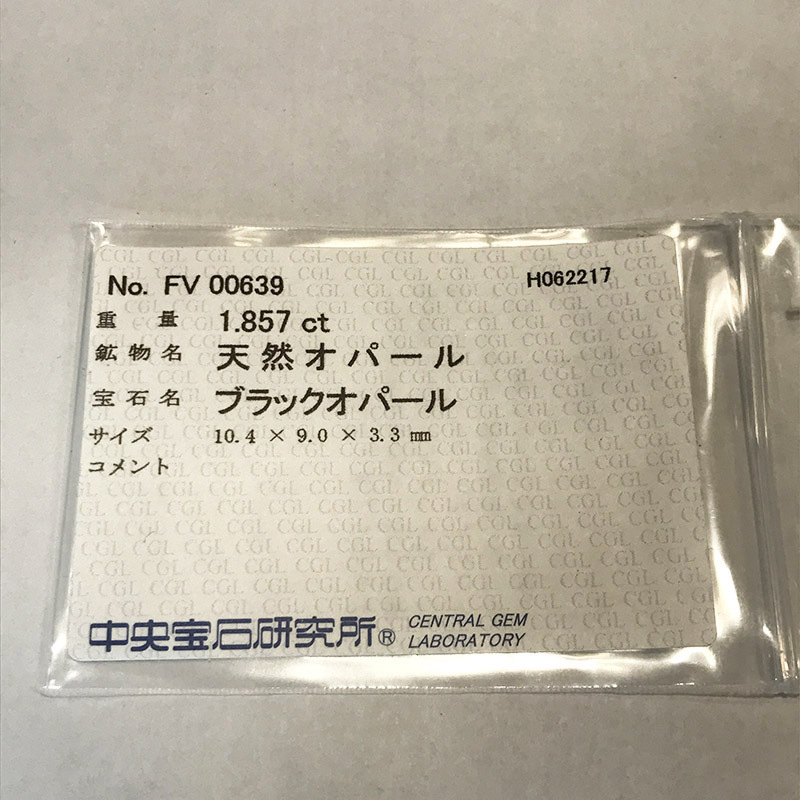 No. FV 00639 H062217
重量 1.857 ct
鉱物名 天然オパール
宝石名 ブラックオパール
サイズ 10.4 × 9.0 × 3.3 ㎜
コメント
中央宝石研究所® CENTRAL GEM LABORATORY